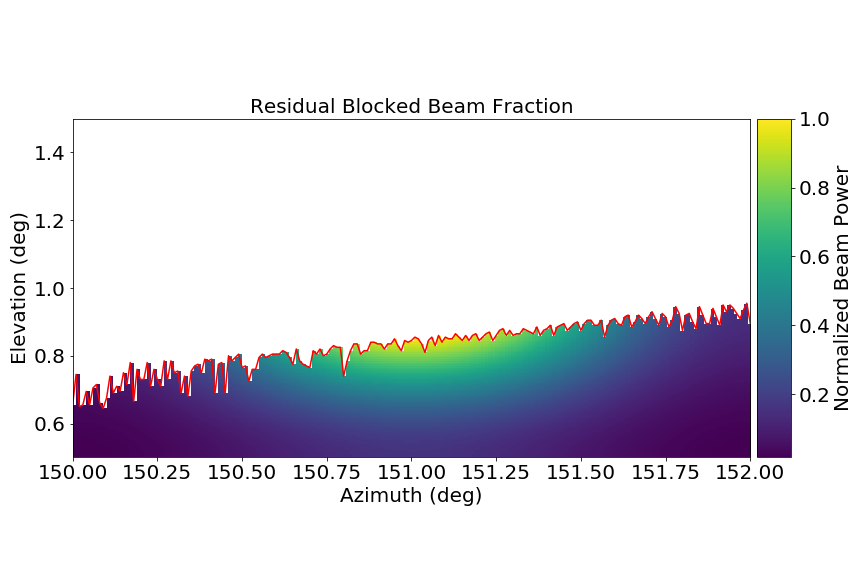 Residual Blocked Beam Fraction
1.4
1.2
1.0
0.8
0.6
Elevation (deg)
150.00 150.25 150.50 150.75 151.00 151.25 151.50 151.75 152.00
Azimuth (deg)
1.0
0.8
0.6
0.4
0.2
Normalized Beam Power